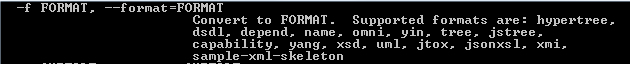 -f FORMAT, --format=FORMAT
Convert to FORMAT.  Supported formats are: hypertree,
dsdl, depend, name, omni, yin, tree, jstree,
capability, yang, xsd, uml, jtox, jsonxsl, xmi,
sample-xml-skeleton